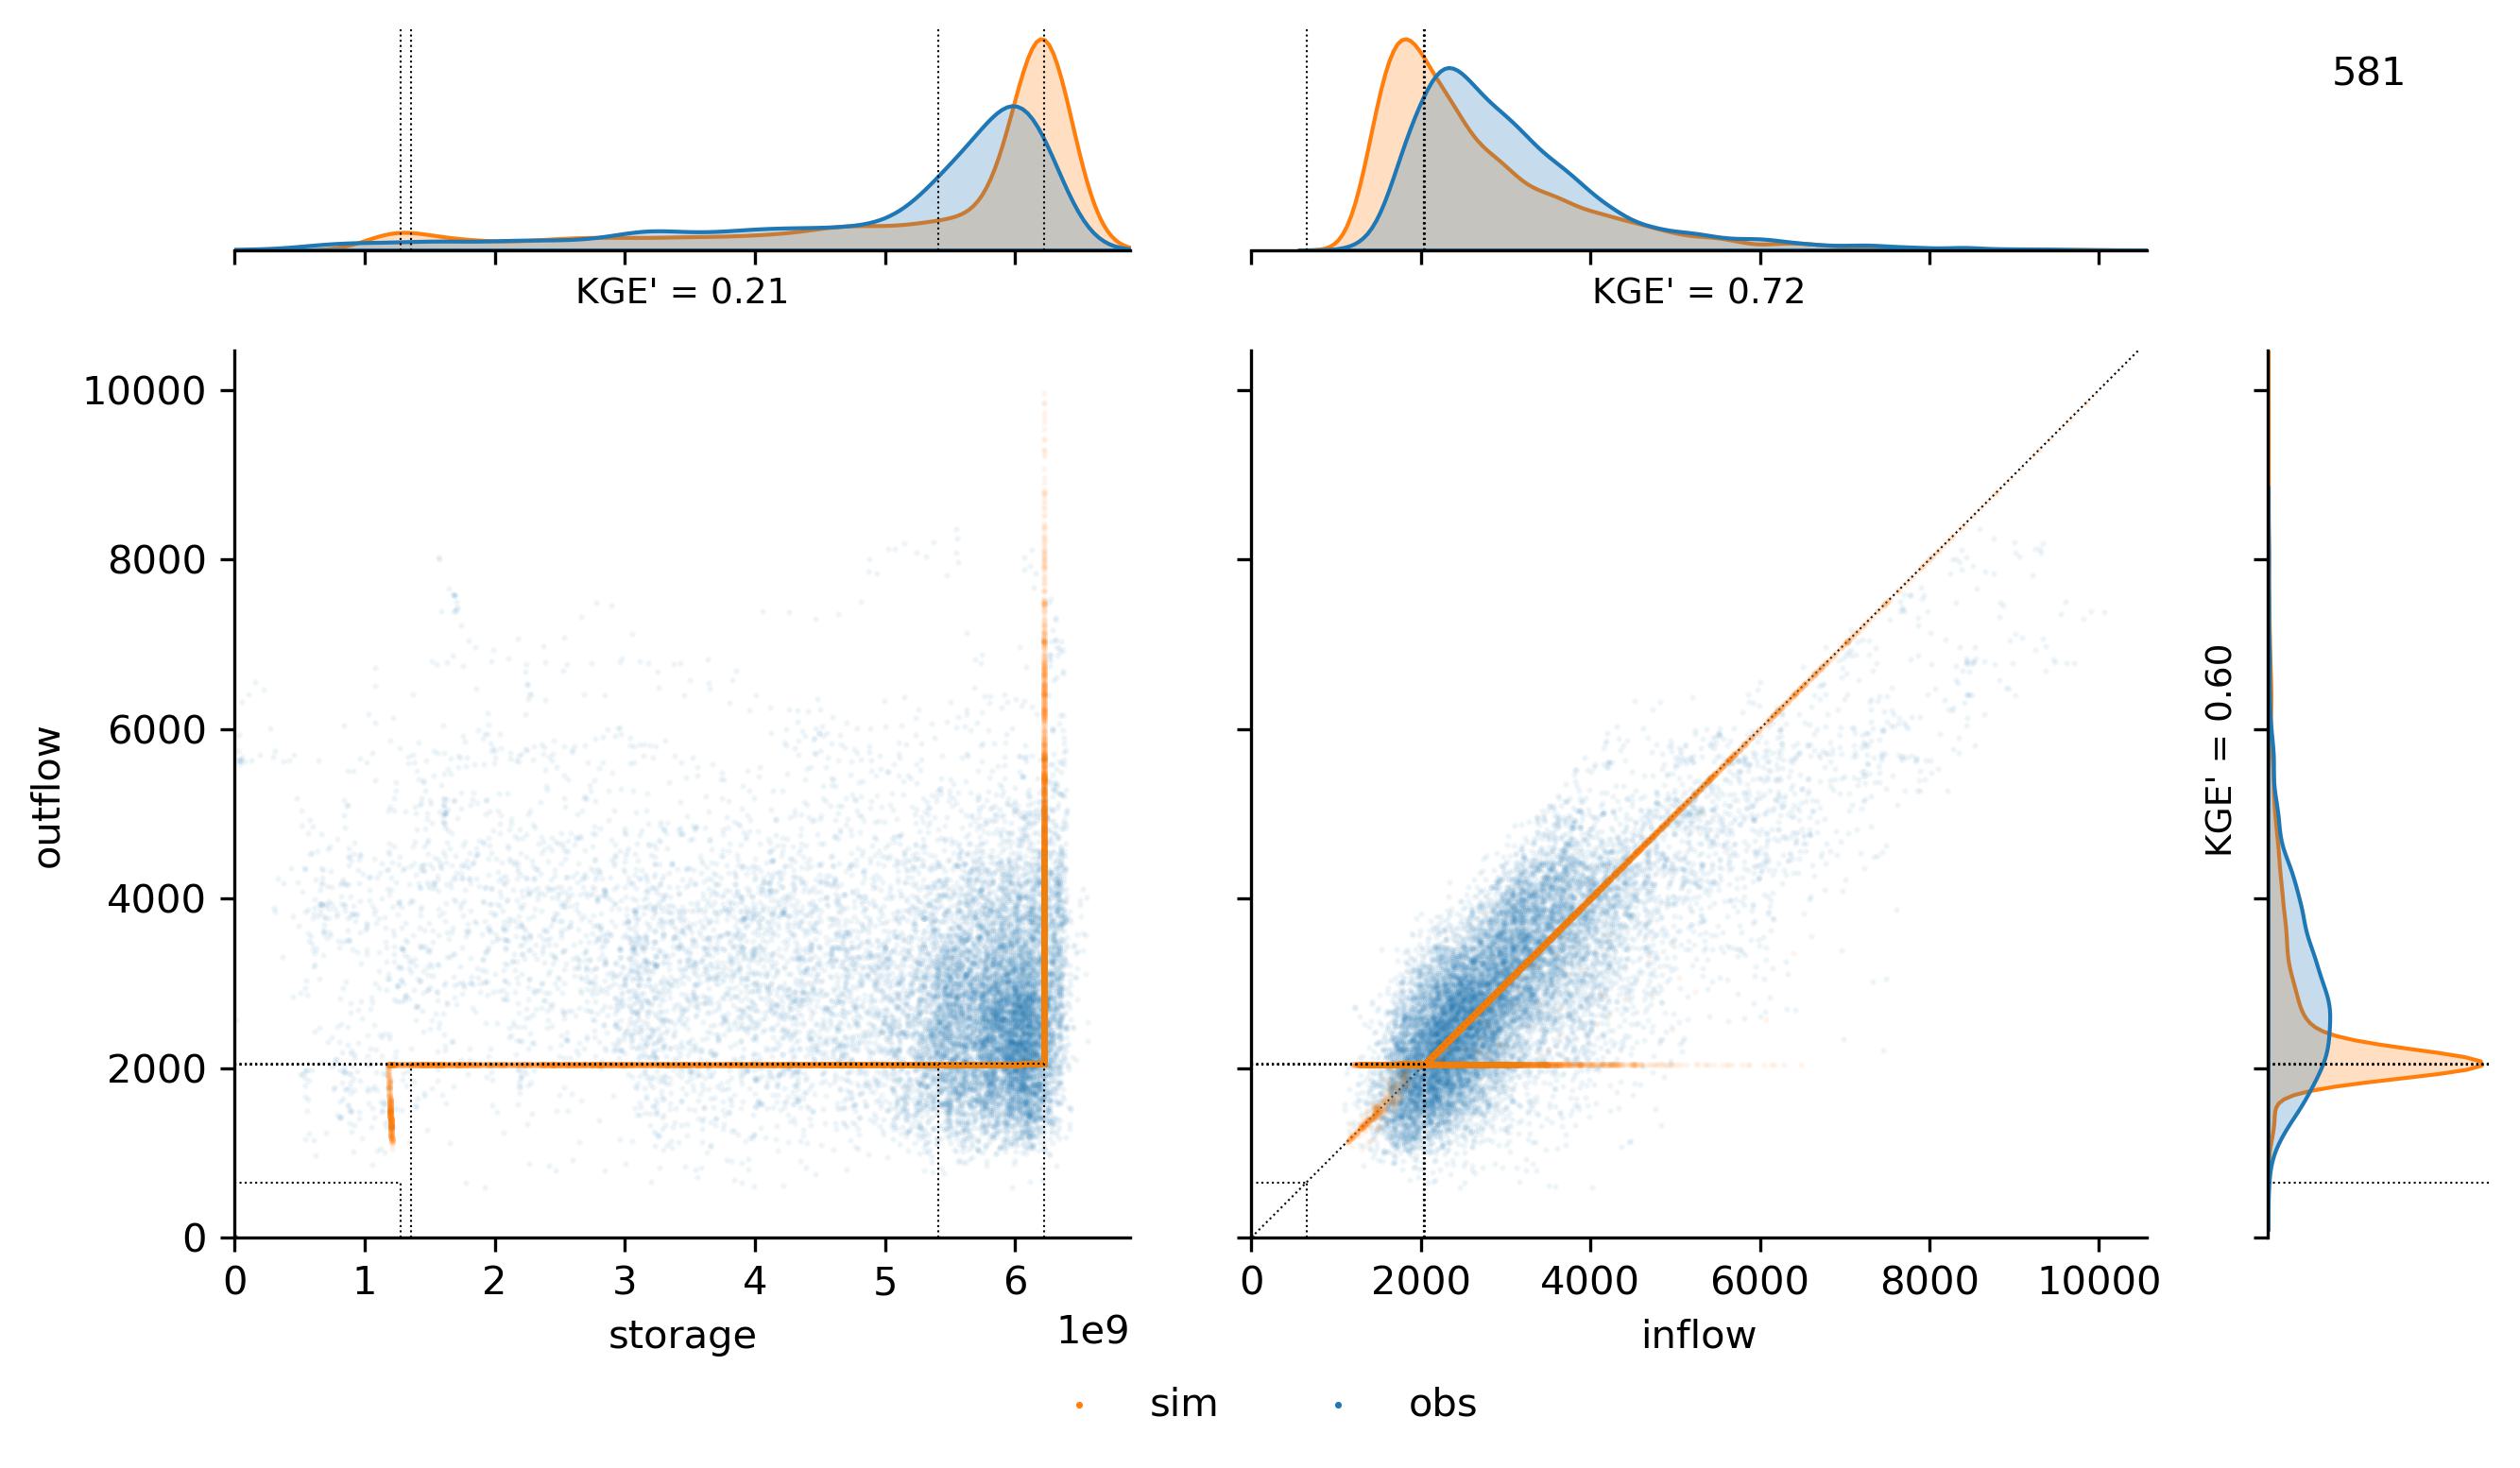 581
KGE' = 0.21
KGE' = 0.72
10000
8000
6000
4000
2000
0
outflow
KGE' = 0.60
0 1 2 3 4 5 6
0 2000 4000 6000 8000 10000
storage
1e9
inflow
sim obs